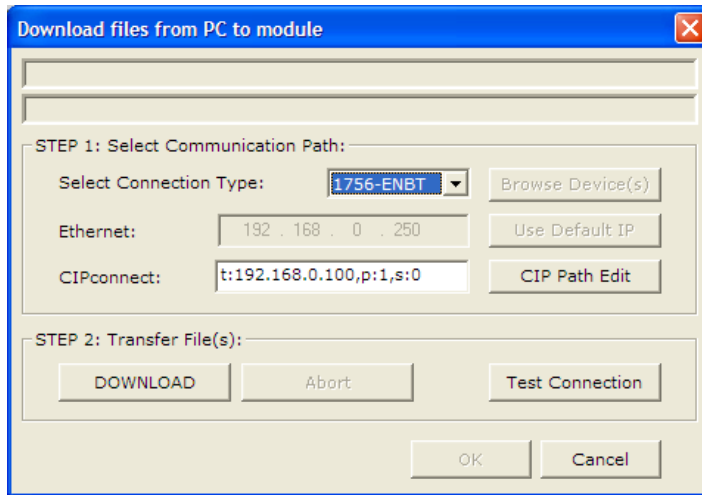 Download files from PC to module
STEP 1: Select Communication Path:
Select Connection Type: 1756-ENBT Browse Device(s)
Ethernet: 192 . 168 . 0 . 250 Use Default IP
CIPconnect: t:192.168.0.100,p:1,s:0 CIP Path Edit
STEP 2: Transfer File(s):
DOWNLOAD Abort Test Connection
OK Cancel